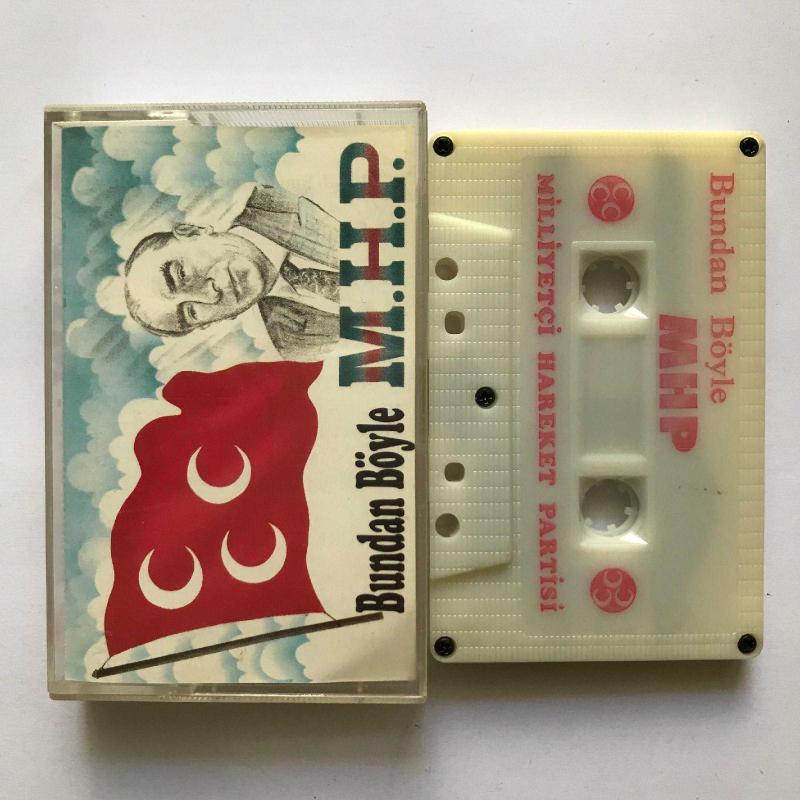 Bundan Böyle M.H.P.
Bundan Böyle
MHP
MİLLİYETÇİ HAREKET PARTİSİ